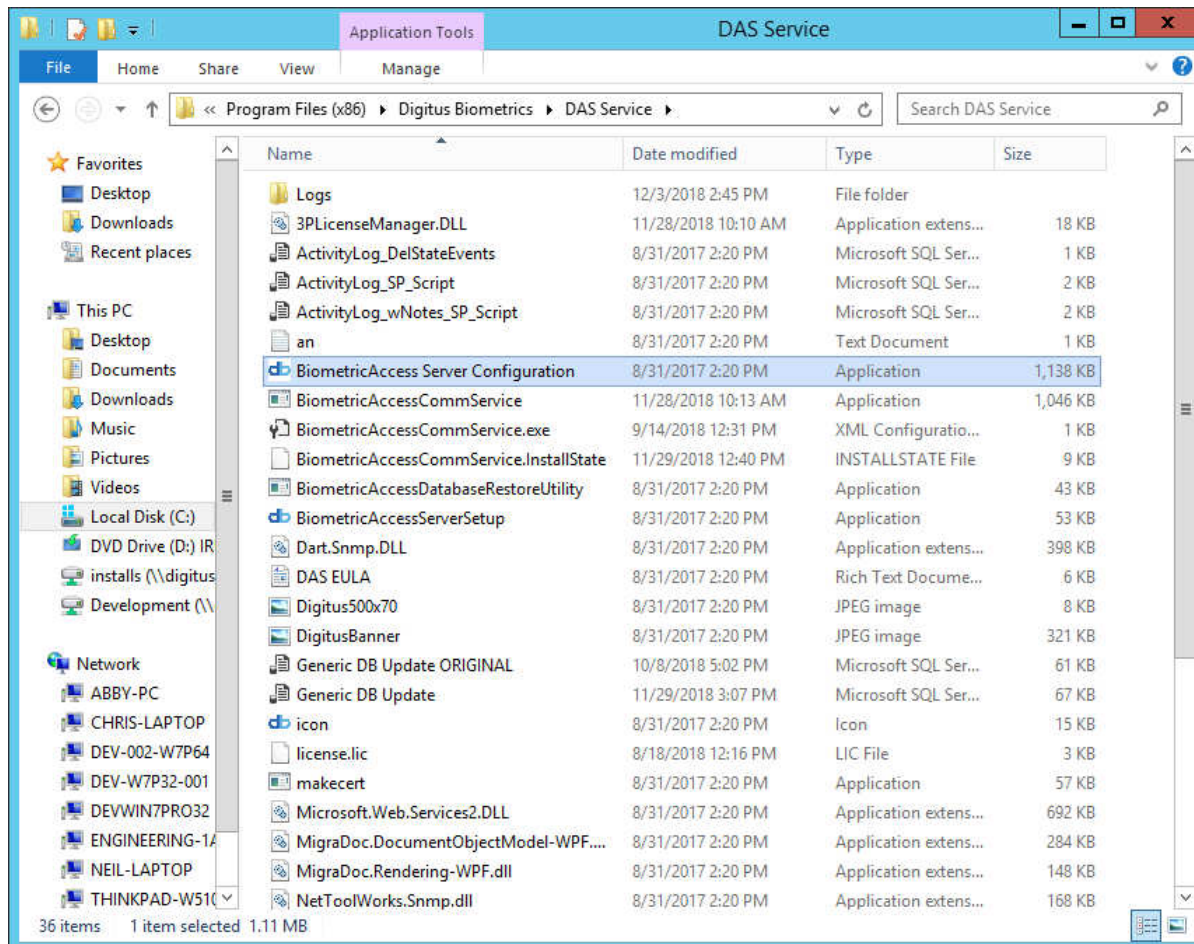 Application Tools DAS Service
File Home Share View Manage
« Program Files (x86) Digitus Biometrics DAS Service Search DAS Service
Favorites
Desktop
Downloads
Recent places
This PC
Desktop
Documents
Downloads
Music
Pictures
Videos
Local Disk (C:)
DVD Drive (D:) IR
installs (\\digitus
Development (\\
Network
ABBY-PC
CHRIS-LAPTOP
DEV-002-W7P64
DEV-W7P32-001
DEVWIN7PRO32
ENGINEERING-1A
NEIL-LAPTOP
THINKPAD-W510
Name Date modified Type Size
Logs 12/3/2018 2:45 PM File folder
3PLicenseManager.DLL 11/28/2018 10:10 AM Application extens... 18 KB
ActivityLog_DelStateEvents 8/31/2017 2:20 PM Microsoft SQL Ser... 1 KB
ActivityLog_SP_Script 8/31/2017 2:20 PM Microsoft SQL Ser... 2 KB
ActivityLog_wNotes_SP_Script 8/31/2017 2:20 PM Microsoft SQL Ser... 2 KB
an 8/31/2017 2:20 PM Text Document 1 KB
BiometricAccess Server Configuration 8/31/2017 2:20 PM Application 1,138 KB
BiometricAccessCommService 11/28/2018 10:13 AM Application 1,046 KB
BiometricAccessCommService.exe 9/14/2018 12:31 PM XML Configuratio... 1 KB
BiometricAccessCommService.InstallState 11/29/2018 12:40 PM INSTALLSTATE File 9 KB
BiometricAccessDatabaseRestoreUtility 8/31/2017 2:20 PM Application 43 KB
BiometricAccessServerSetup 8/31/2017 2:20 PM Application 53 KB
Dart.Snmp.DLL 8/31/2017 2:20 PM Application extens... 398 KB
DAS EULA 8/31/2017 2:20 PM Rich Text Docume... 6 KB
Digitus500x70 8/31/2017 2:20 PM JPEG image 8 KB
DigitusBanner 8/31/2017 2:20 PM JPEG image 321 KB
Generic DB Update ORIGINAL 10/8/2018 5:02 PM Microsoft SQL Ser... 61 KB
Generic DB Update 11/29/2018 3:07 PM Microsoft SQL Ser... 67 KB
icon 8/31/2017 2:20 PM Icon 15 KB
license.lic 8/18/2018 12:16 PM LIC File 3 KB
makecert 8/31/2017 2:20 PM Application 57 KB
Microsoft.Web.Services2.DLL 8/31/2017 2:20 PM Application extens... 692 KB
MigraDoc.DocumentObjectModel-WPF.... 8/31/2017 2:20 PM Application extens... 284 KB
MigraDoc.Rendering-WPF.dll 8/31/2017 2:20 PM Application extens... 148 KB
NetToolWorks.Snmp.dll 8/31/2017 2:20 PM Application extens... 168 KB
36 items 1 item selected 1.11 MB